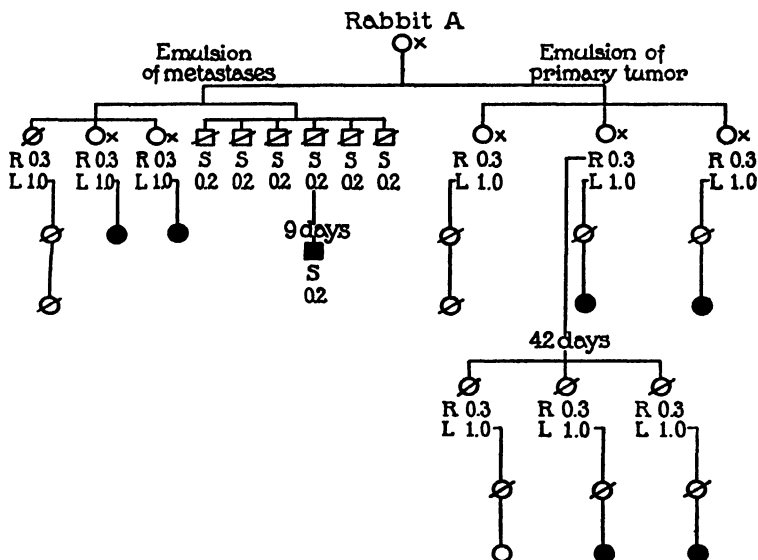 Rabbit A
x
Emulsion
of metastases
Emulsion of
primary tumor
x x x x x
R 0.3 R 0.3 R 0.3 S S S S S S R 0.3 R 0.3 R 0.3
L 1.0 L 1.0 L 1.0 0.2 0.2 0.2 0.2 0.2 0.2 L 1.0 L 1.0 L 1.0
9 days
S
0.2
42 days
R 0.3 R 0.3 R 0.3
L 1.0 L 1.0 L 1.0